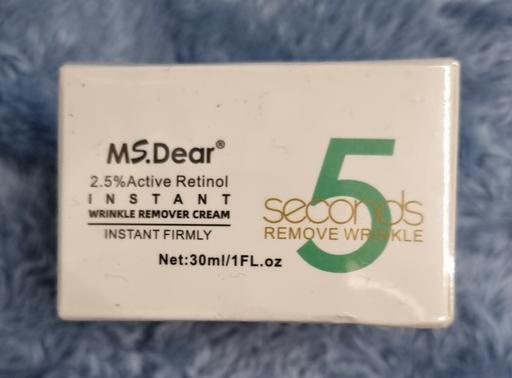 MS.Dear®
2.5%Active Retinol
INSTANT
WRINKLE REMOVER CREAM
INSTANT FIRMLY
Net:30ml/1FL.oz
5
seconds
REMOVE WRINKLE